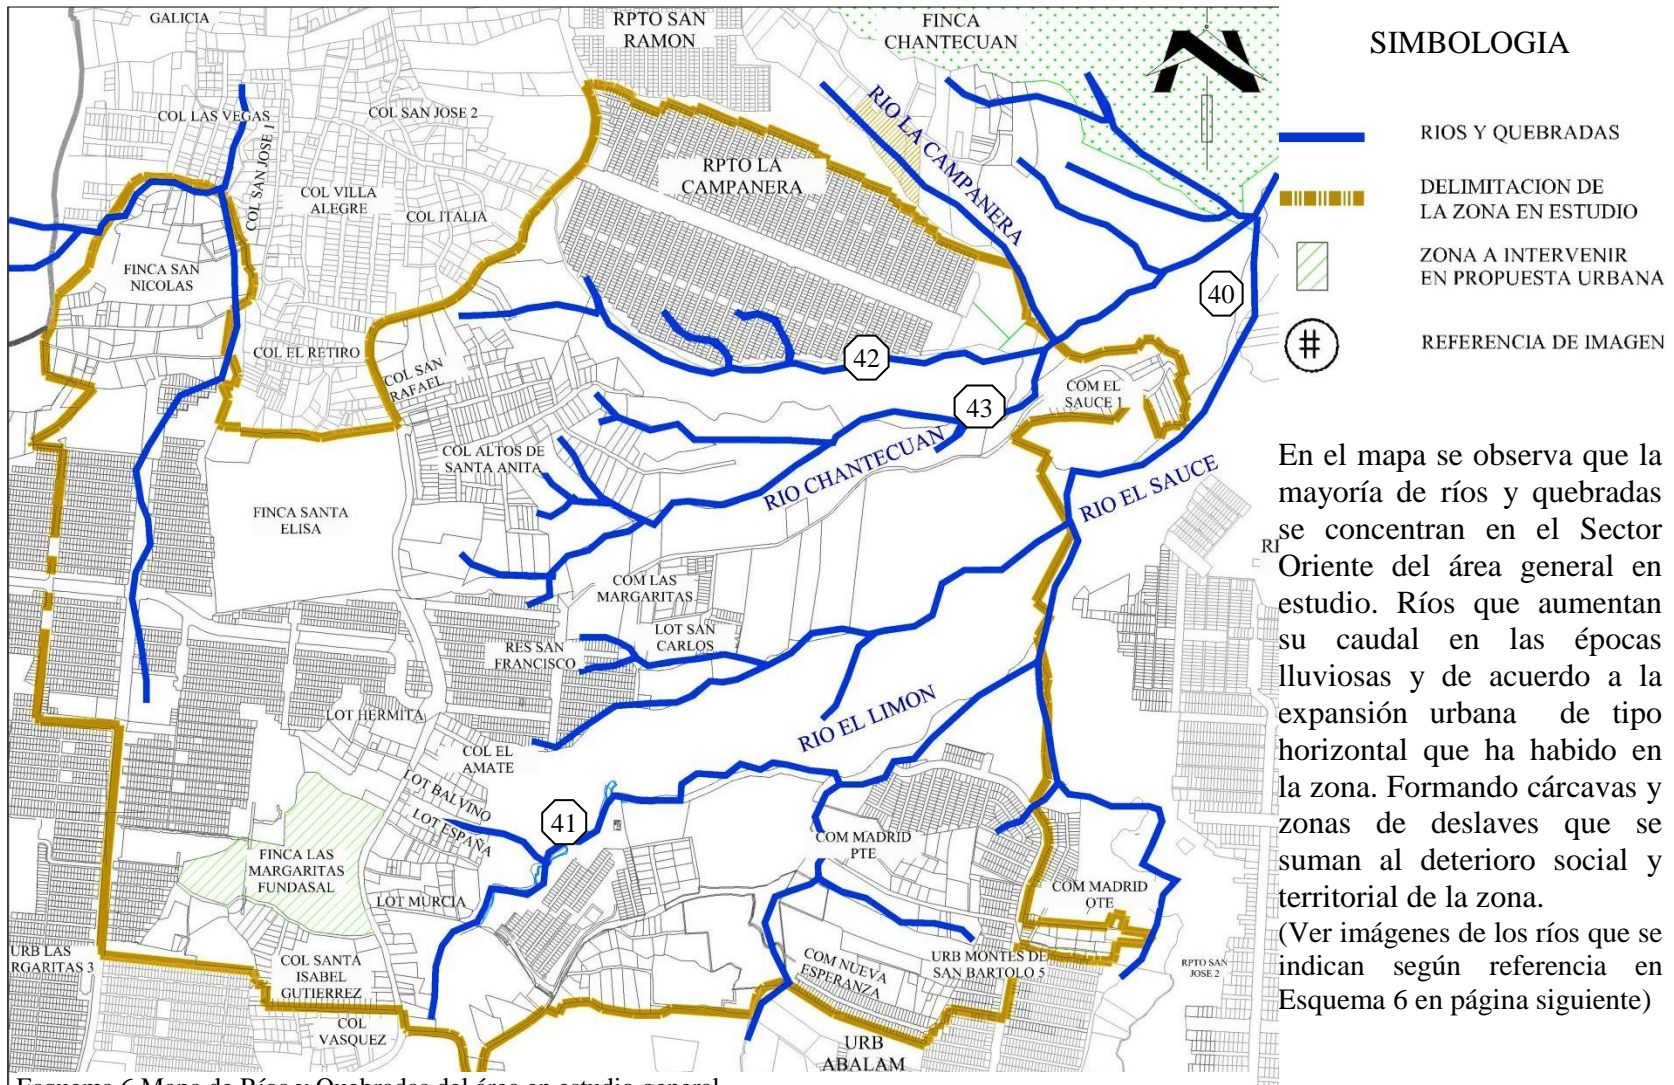 GALICIA
RPTO SAN
RAMON
FINCA
CHANTECUAN
COL LAS VEGAS
COL SAN JOSE 1
COL SAN JOSE 2
RIO LA CAMPANERA
RPTO LA
CAMPANERA
COL VILLA
ALEGRE
COL ITALIA
FINCA SAN
NICOLAS
40
COL EL RETIRO
COL SAN
RAFAEL
42
COM EL
SAUCE 1
43
COL ALTOS DE
SANTA ANITA
RIO CHANTECUAN
RIO EL SAUCE
FINCA SANTA
ELISA
COM LAS
MARGARITAS
RES SAN
FRANCISCO
LOT SAN
CARLOS
LOT HERMITA
RIO EL LIMON
COL EL
AMATE
LOT BALVINO
LOT ESPAÑA
41
COM MADRID
PTE
FINCA LAS
MARGARITAS
FUNDASAL
LOT MURCIA
COM MADRID
OTE
URB LAS
RGARITAS 3
COL SANTA
ISABEL
GUTIERREZ
COM NUEVA
ESPERANZA
URB MONTES DE
SAN BARTOLO 5
RPTO SAN
JOSE 2
COL
VASQUEZ
URB
ABALAM
Esquema 6 Mapa de Ríos y Quebradas del área en estudio general
SIMBOLOGIA
RIOS Y QUEBRADAS
DELIMITACION DE
LA ZONA EN ESTUDIO
ZONA A INTERVENIR
EN PROPUESTA URBANA
#
REFERENCIA DE IMAGEN
En el mapa se observa que la
mayoría de ríos y quebradas
se concentran en el Sector
Oriente del área general en
estudio. Ríos que aumentan
su caudal en las épocas
lluviosas y de acuerdo a la
expansión urbana de tipo
horizontal que ha habido en
la zona. Formando cárcavas y
zonas de deslaves que se
suman al deterioro social y
territorial de la zona.
(Ver imágenes de los ríos que se
indican según referencia en
Esquema 6 en página siguiente)